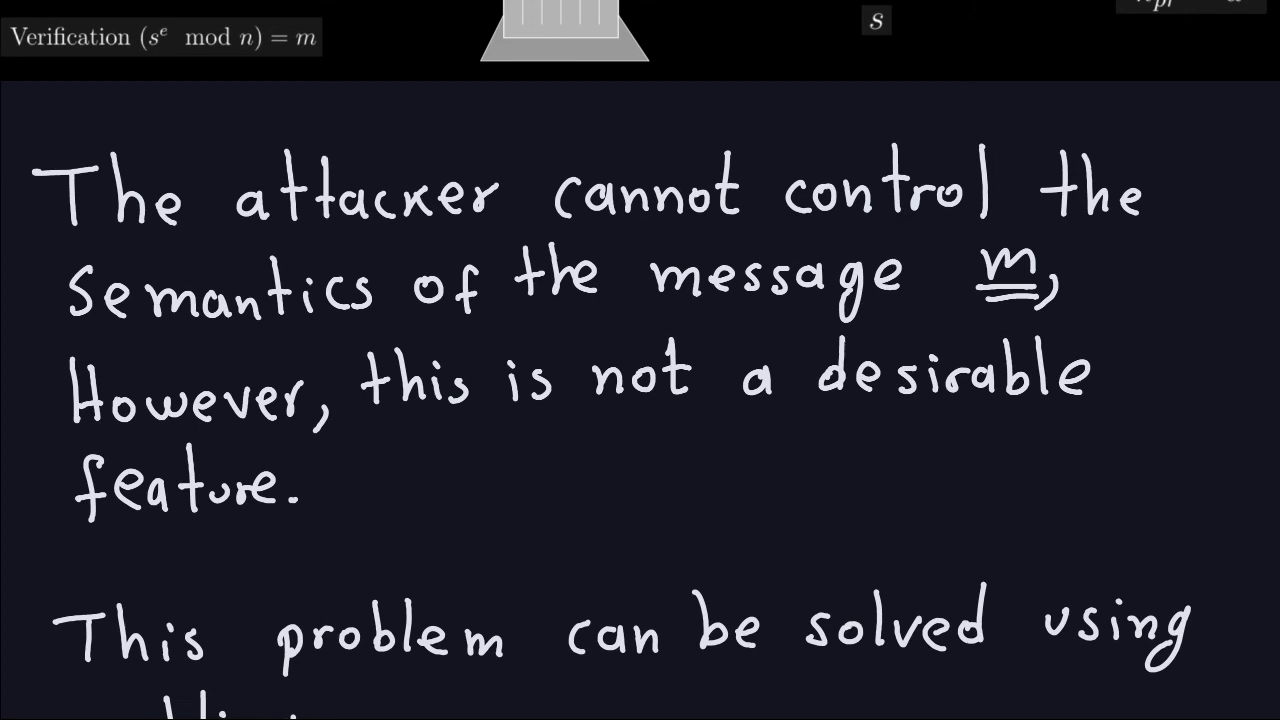 Verification (s^e mod n) = m
s
The attacker cannot control the
semantics of the message m,
However, this is not a desirable
feature.
This problem can be solved using